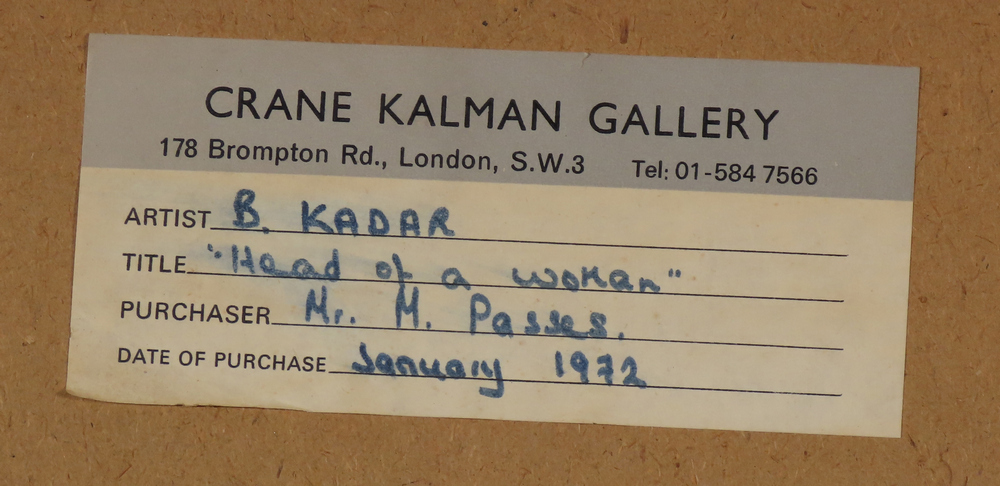 CRANE KALMAN GALLERY
178 Brompton Rd., London, S.W.3 Tel: 01-584 7566
ARTIST B. KADAR
TITLE "Head of a woman"
PURCHASER Mr. M. Passes.
DATE OF PURCHASE January 1972